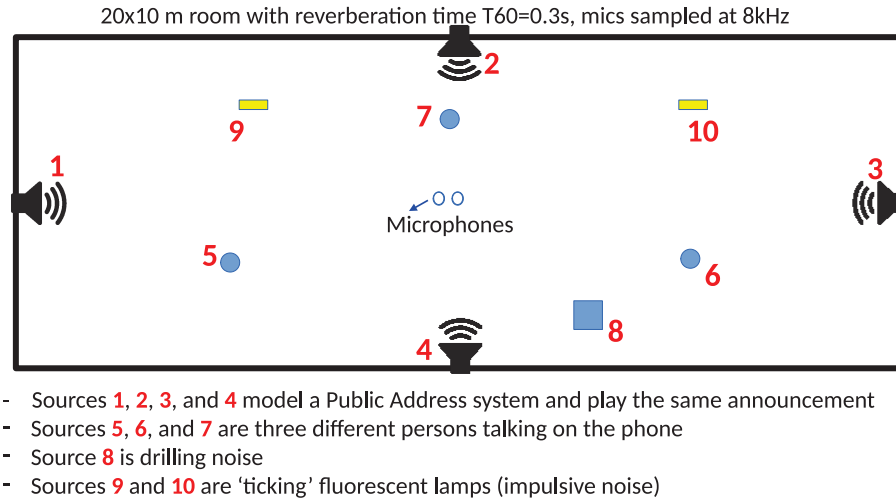 20x10 m room with reverberation time T60=0.3s, mics sampled at 8kHz
2
7
9
10
1
3
Microphones
5
6
8
4
- Sources 1, 2, 3, and 4 model a Public Address system and play the same announcement
- Sources 5, 6, and 7 are three different persons talking on the phone
- Source 8 is drilling noise
- Sources 9 and 10 are ‘ticking’ fluorescent lamps (impulsive noise)